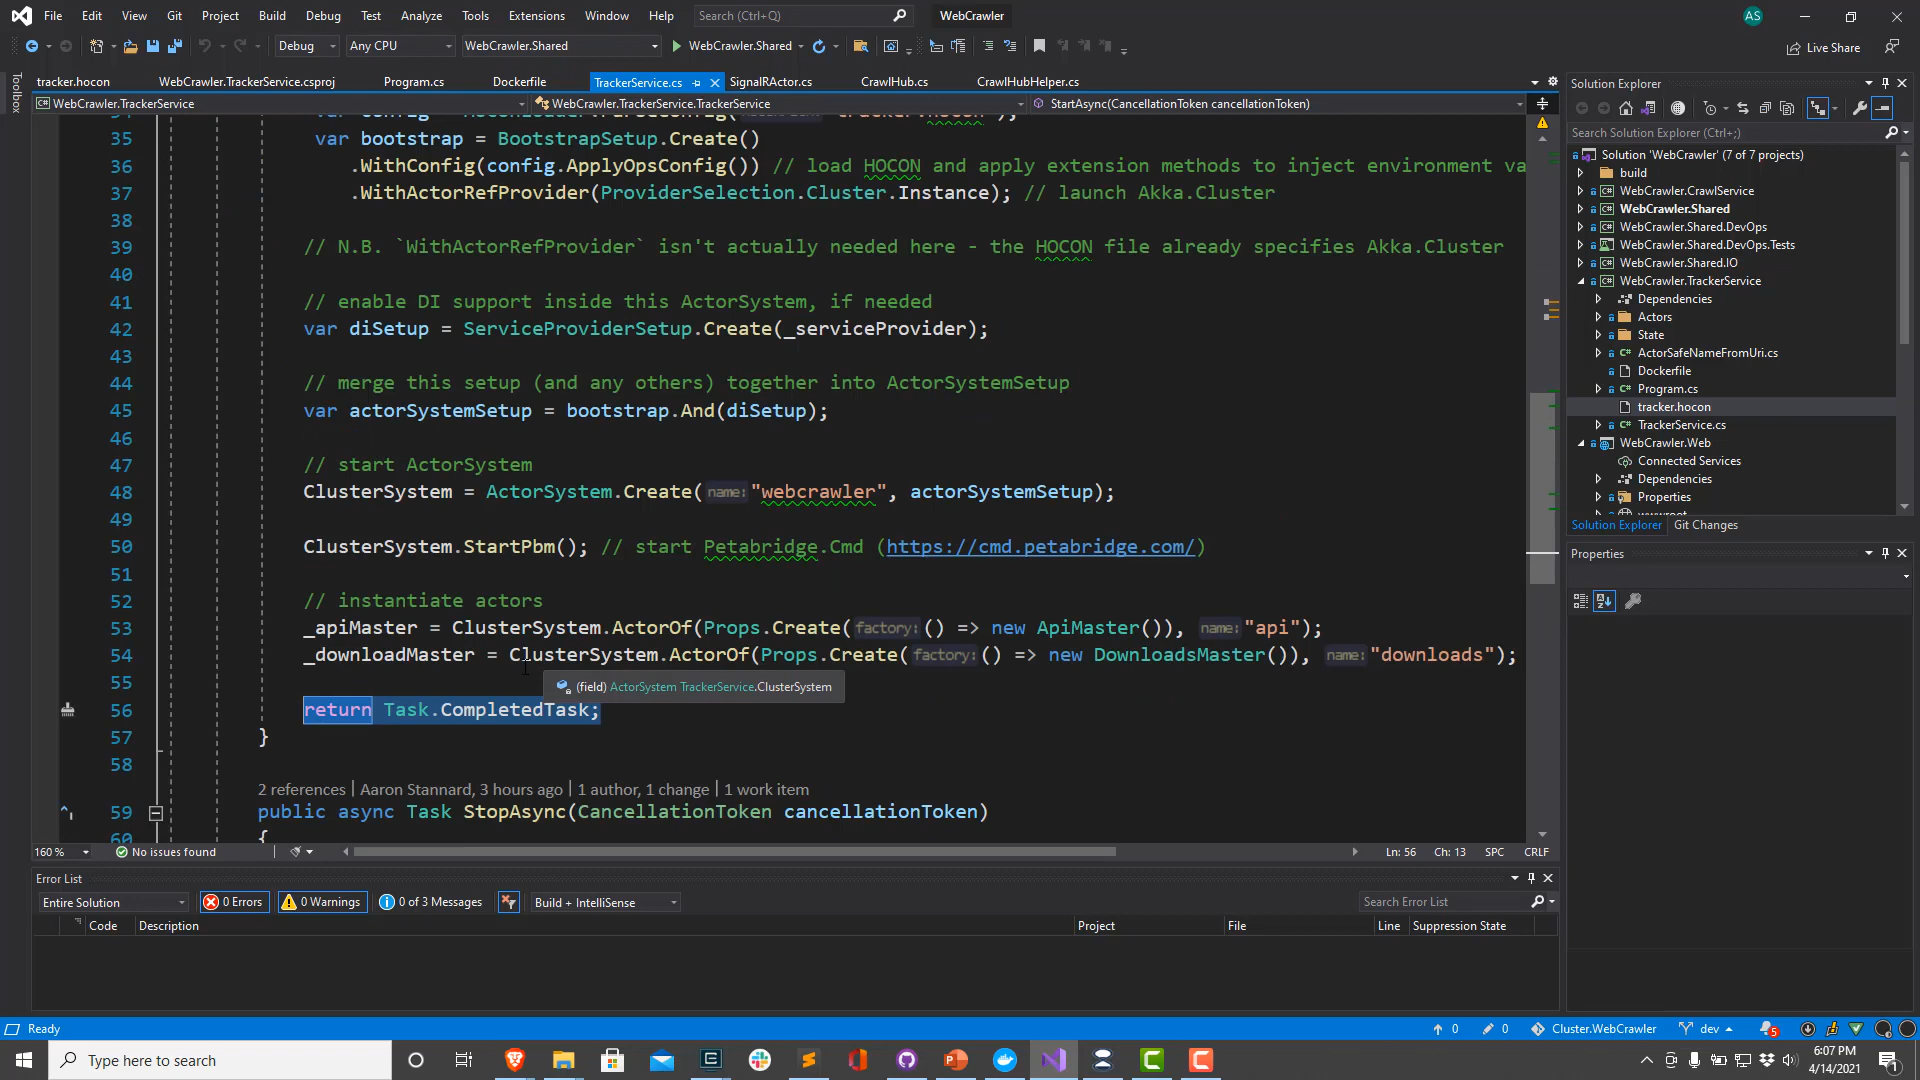 File Edit View Git Project Build Debug Test Analyze Tools Extensions Window Help Search (Ctrl+Q) WebCrawler AS
Debug Any CPU WebCrawler.Shared WebCrawler.Shared Live Share
Toolbox
tracker.hocon WebCrawler.TrackerService.csproj Program.cs Dockerfile TrackerService.cs SignalRActor.cs CrawlHub.cs CrawlHubHelper.cs
WebCrawler.TrackerService WebCrawler.TrackerService.TrackerService StartAsync(CancellationToken cancellationToken)
35 var bootstrap = BootstrapSetup.Create()
36 .WithConfig(config.ApplyOpsConfig()) // load HOCON and apply extension methods to inject environment va
37 .WithActorRefProvider(ProviderSelection.Cluster.Instance); // launch Akka.Cluster
38
39 // N.B. `WithActorRefProvider` isn't actually needed here - the HOCON file already specifies Akka.Cluster
40
41 // enable DI support inside this ActorSystem, if needed
42 var diSetup = ServiceProviderSetup.Create(_serviceProvider);
43
44 // merge this setup (and any others) together into ActorSystemSetup
45 var actorSystemSetup = bootstrap.And(diSetup);
46
47 // start ActorSystem
48 ClusterSystem = ActorSystem.Create(name:"webcrawler", actorSystemSetup);
49
50 ClusterSystem.StartPbm(); // start Petabridge.Cmd (https://cmd.petabridge.com/)
51
52 // instantiate actors
53 _apiMaster = ClusterSystem.ActorOf(Props.Create(factory:() => new ApiMaster()), name:"api");
54 _downloadMaster = ClusterSystem.ActorOf(Props.Create(factory:() => new DownloadsMaster()), name:"downloads");
55 (field) ActorSystem TrackerService.ClusterSystem
56 return Task.CompletedTask;
57 }
58
2 references | Aaron Stannard, 3 hours ago | 1 author, 1 change | 1 work item
59 public async Task StopAsync(CancellationToken cancellationToken)
60 {
160 % No issues found Ln: 56 Ch: 13 SPC CRLF
Error List
Entire Solution 0 Errors 0 Warnings 0 of 3 Messages Build + IntelliSense Search Error List
Code Description Project File Line Suppression State
Solution Explorer
Search Solution Explorer (Ctrl+;)
Solution 'WebCrawler' (7 of 7 projects)
build
WebCrawler.CrawlService
WebCrawler.Shared
WebCrawler.Shared.DevOps
WebCrawler.Shared.DevOps.Tests
WebCrawler.Shared.IO
WebCrawler.TrackerService
Dependencies
Actors
State
ActorSafeNameFromUri.cs
Dockerfile
Program.cs
tracker.hocon
TrackerService.cs
WebCrawler.Web
Connected Services
Dependencies
Properties
Solution Explorer Git Changes
Properties
Ready 0 0 Cluster.WebCrawler dev 5
Type here to search
6:07 PM
4/14/2021
1